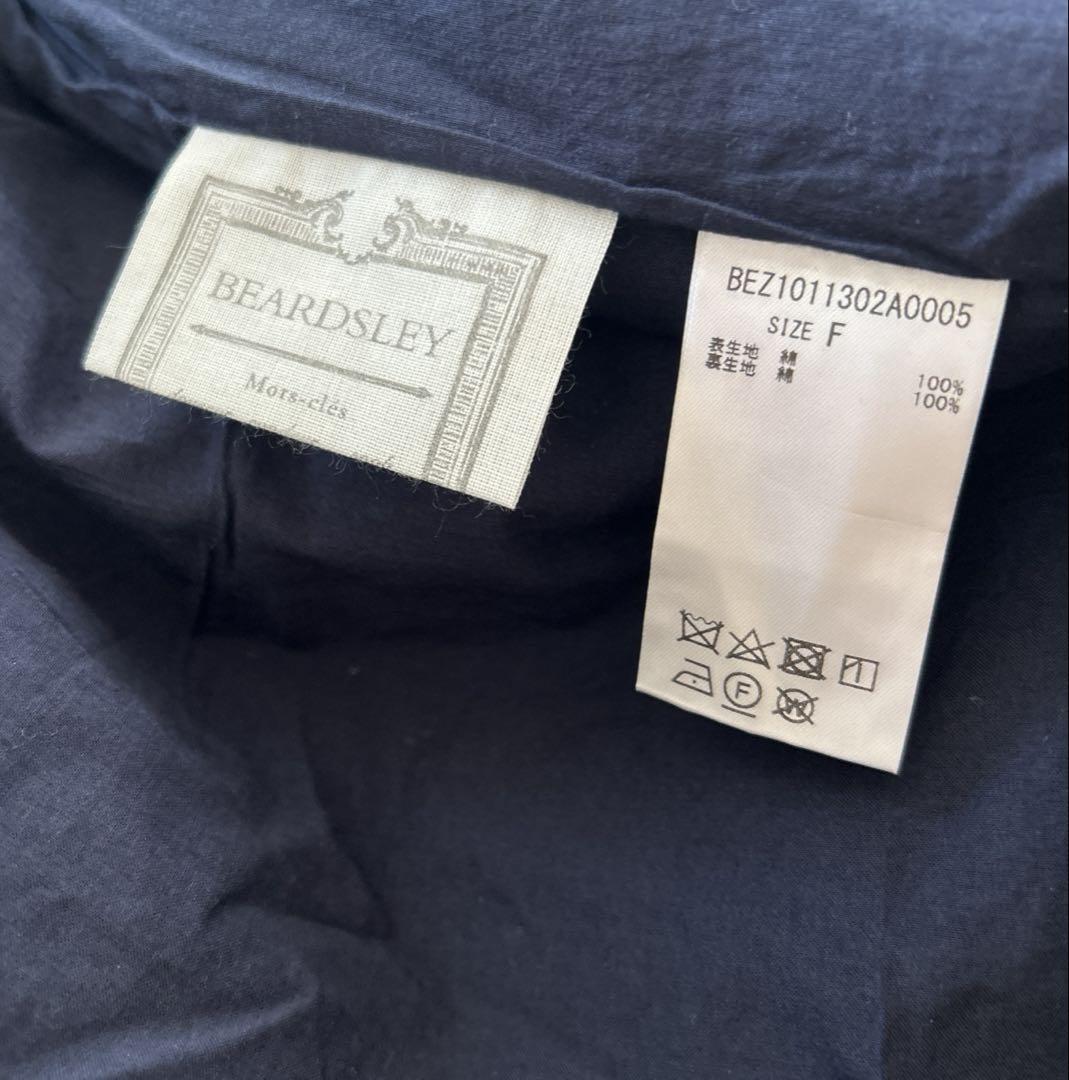 BEARDSLEY
Mors-clés
BEZ1011302A0005
SIZE F
表生地 綿 100%
裏生地 綿 100%
F
W